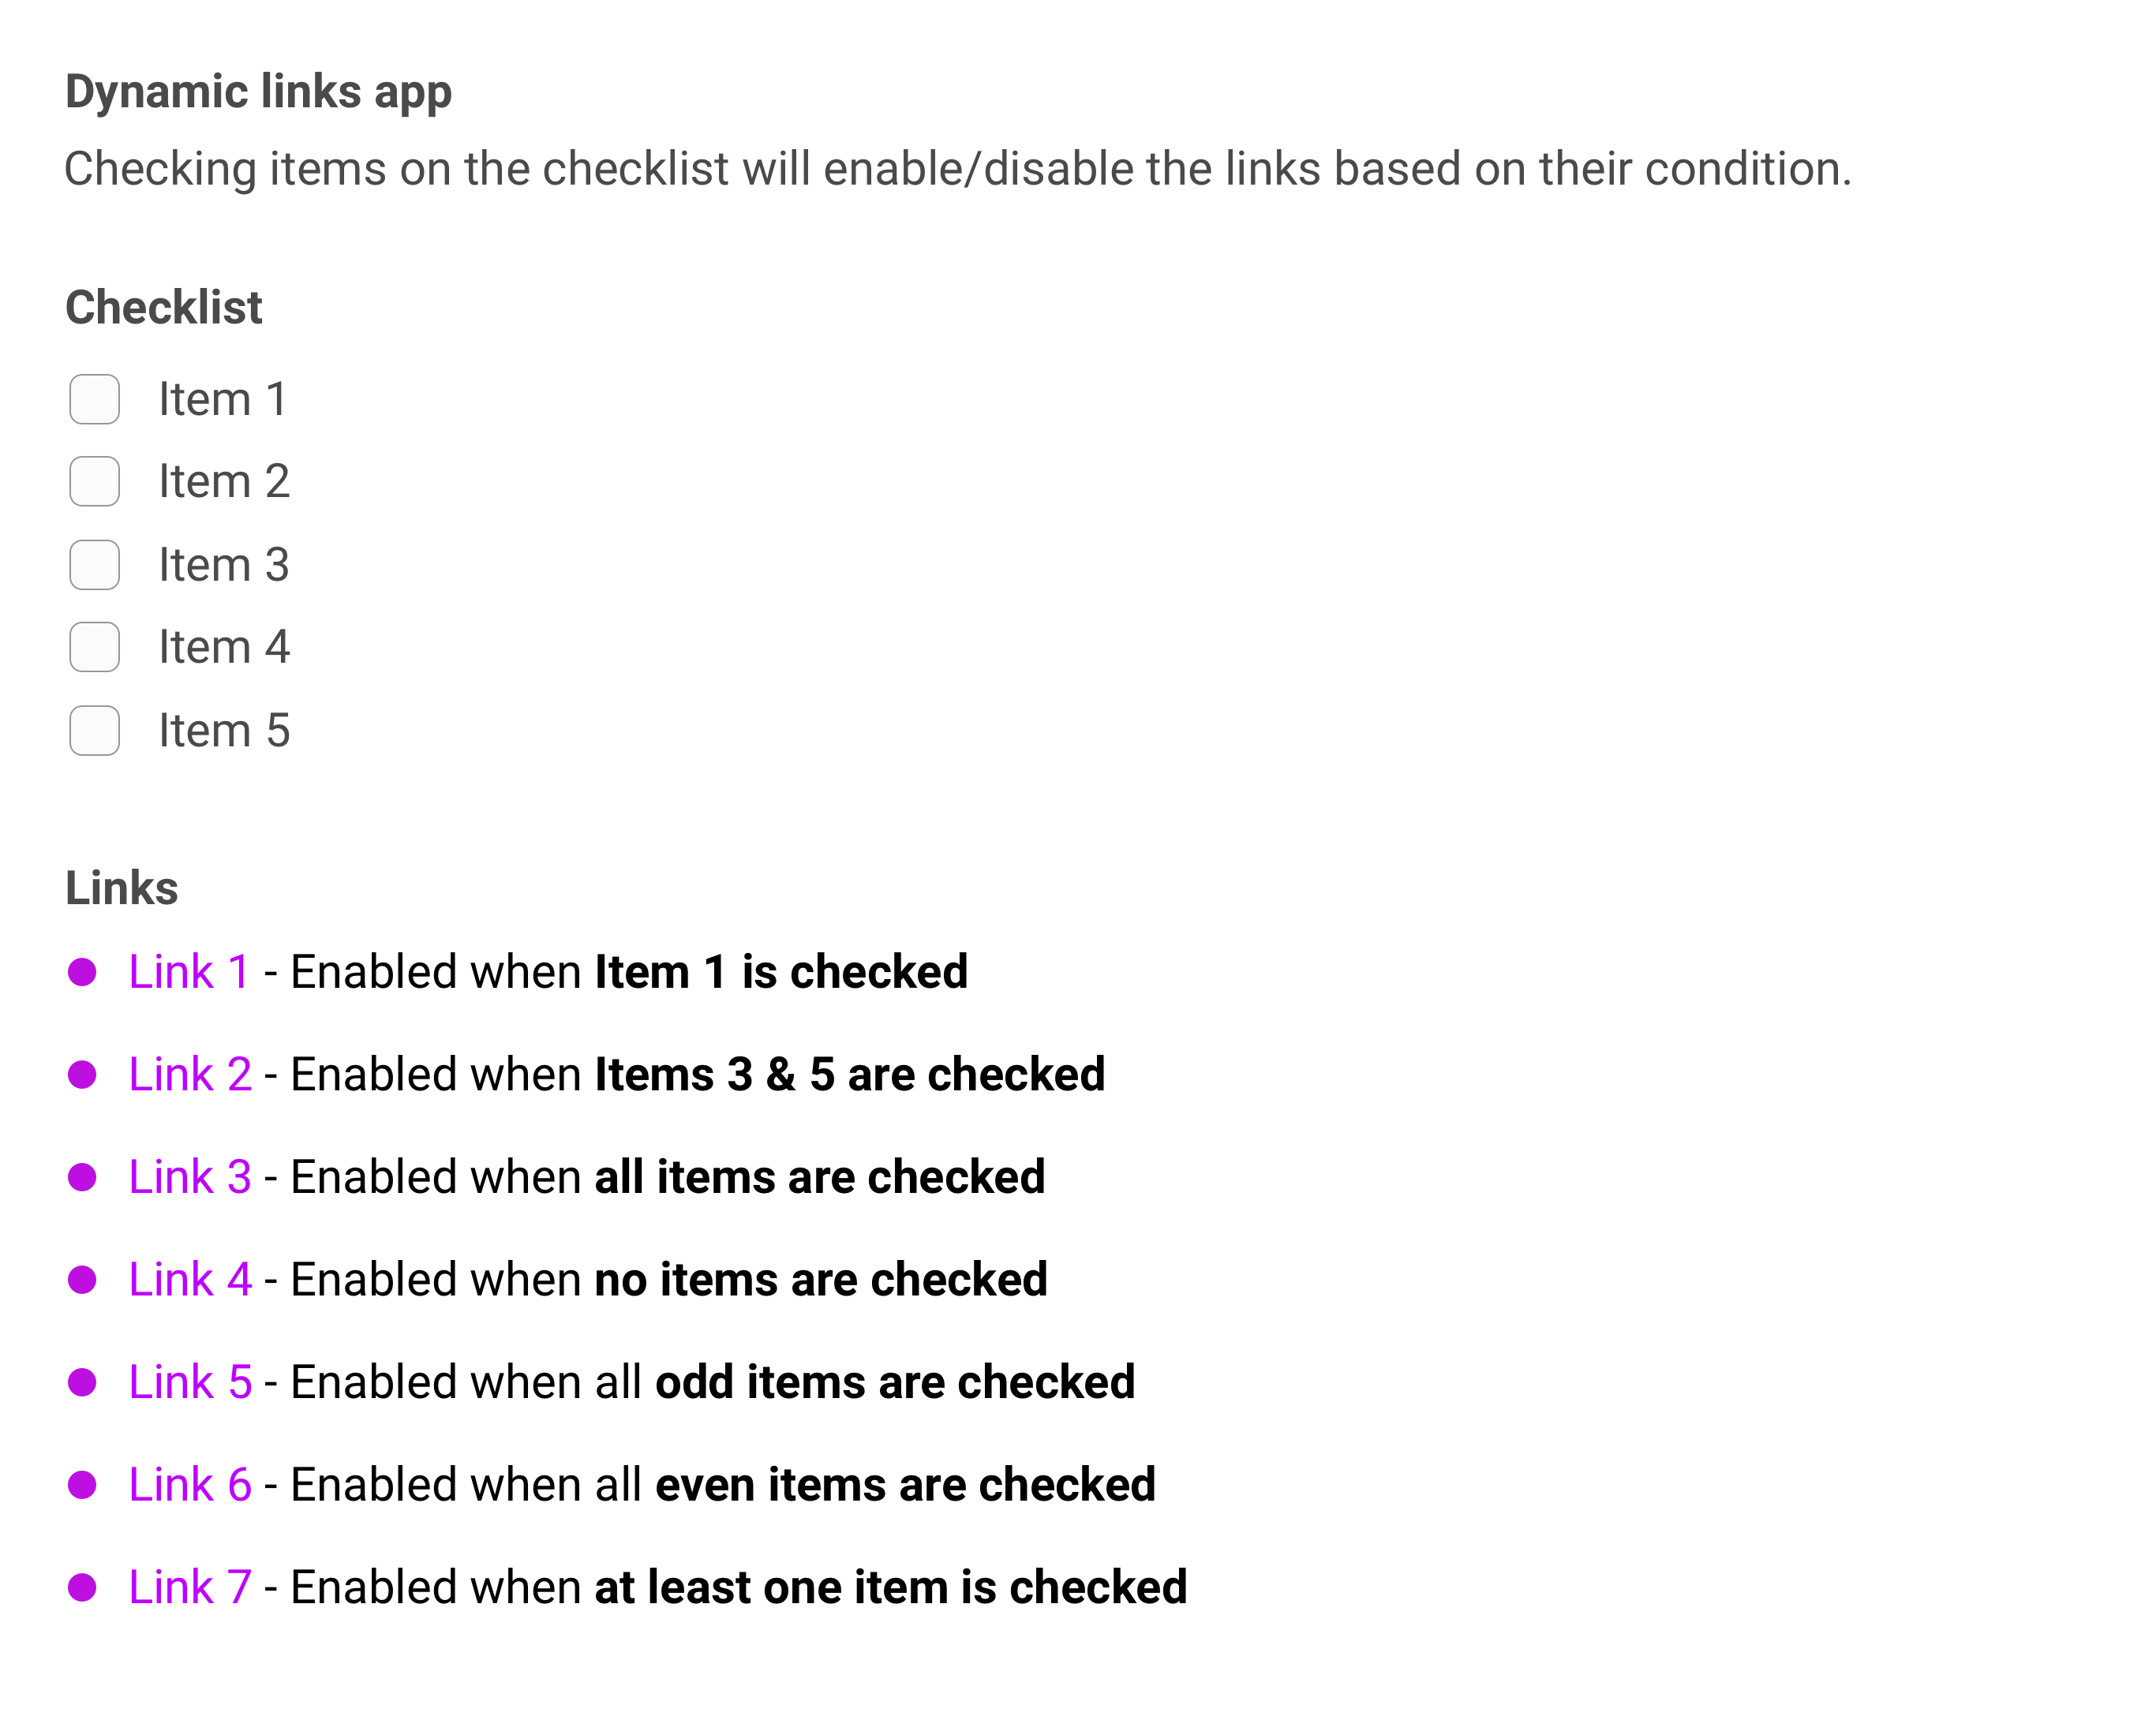 Dynamic links app
Checking items on the checklist will enable/disable the links based on their condition.
Checklist
Item 1
Item 2
Item 3
Item 4
Item 5
Links
Link 1 - Enabled when Item 1 is checked
Link 2 - Enabled when Items 3 & 5 are checked
Link 3 - Enabled when all items are checked
Link 4 - Enabled when no items are checked
Link 5 - Enabled when all odd items are checked
Link 6 - Enabled when all even items are checked
Link 7 - Enabled when at least one item is checked